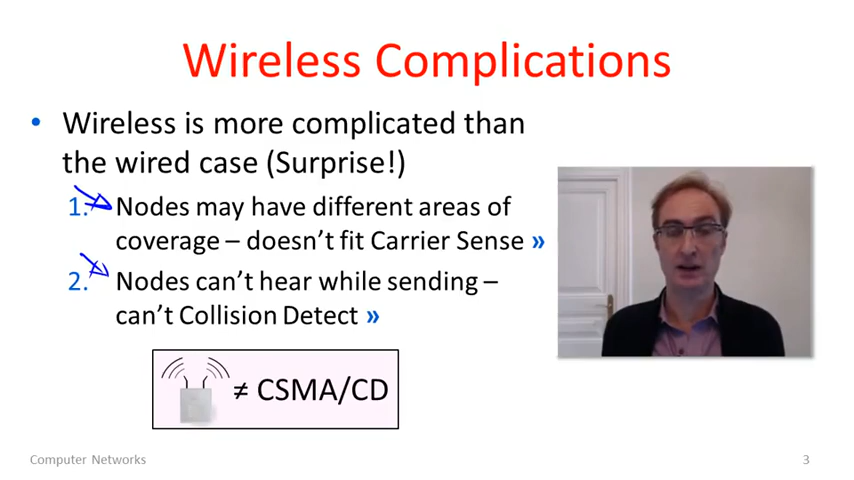 Wireless Complications
• Wireless is more complicated than
the wired case (Surprise!)
1. Nodes may have different areas of
coverage – doesn't fit Carrier Sense »
2. Nodes can't hear while sending –
can't Collision Detect »
≠ CSMA/CD
Computer Networks
3